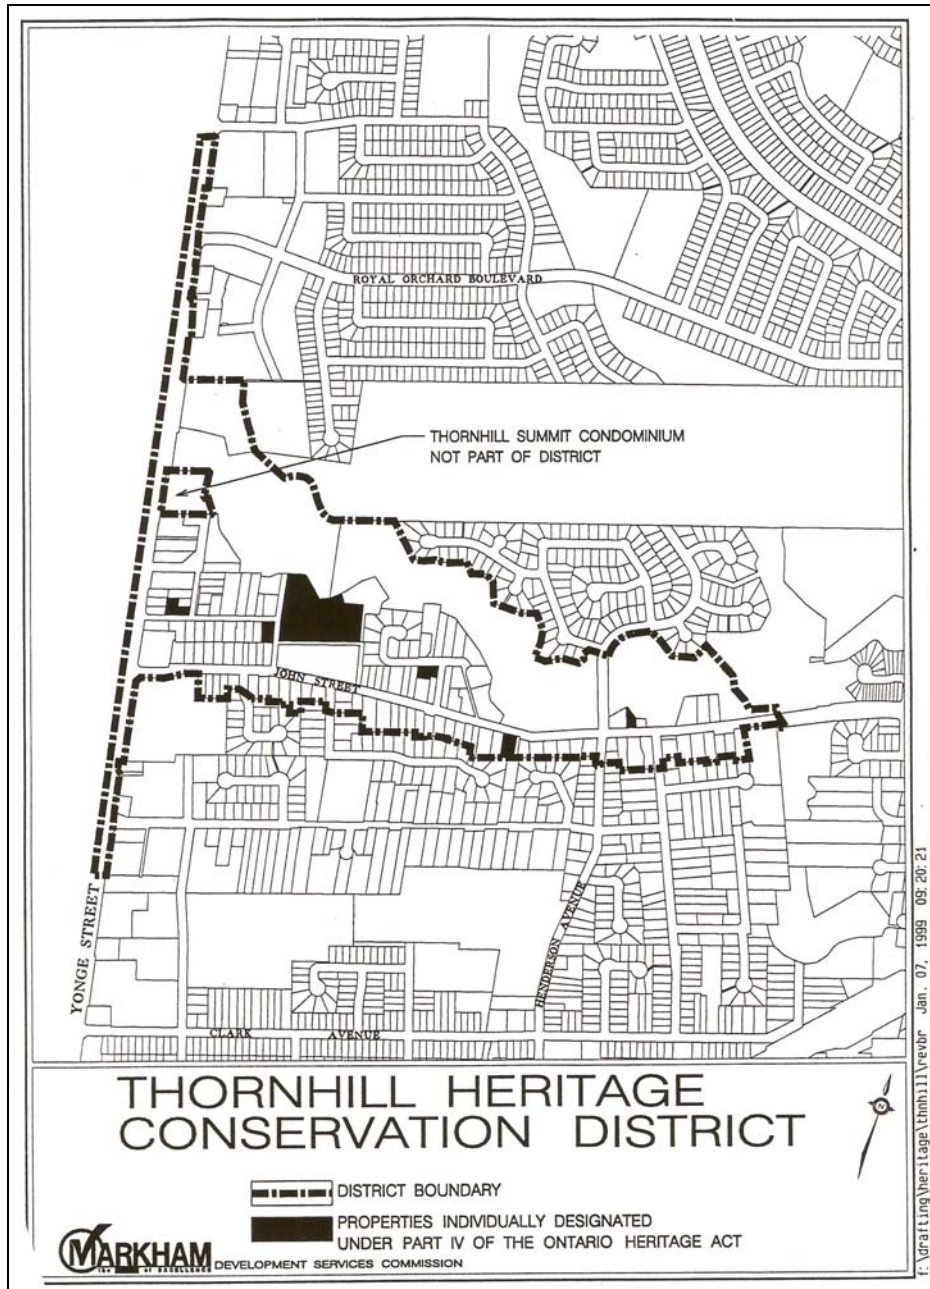 ROYAL ORCHARD BOULEVARD
THORNHILL SUMMIT CONDOMINIUM
NOT PART OF DISTRICT
JOHN STREET
YONGE STREET
HENDERSON AVENUE
CLARK AVENUE
THORNHILL HERITAGE
CONSERVATION DISTRICT
N
DISTRICT BOUNDARY
PROPERTIES INDIVIDUALLY DESIGNATED
UNDER PART IV OF THE ONTARIO HERITAGE ACT
MARKHAM
DEVELOPMENT SERVICES COMMISSION
f:\drafting\heritage\thnhill\revbr Jan. 07, 1999 09:20:21